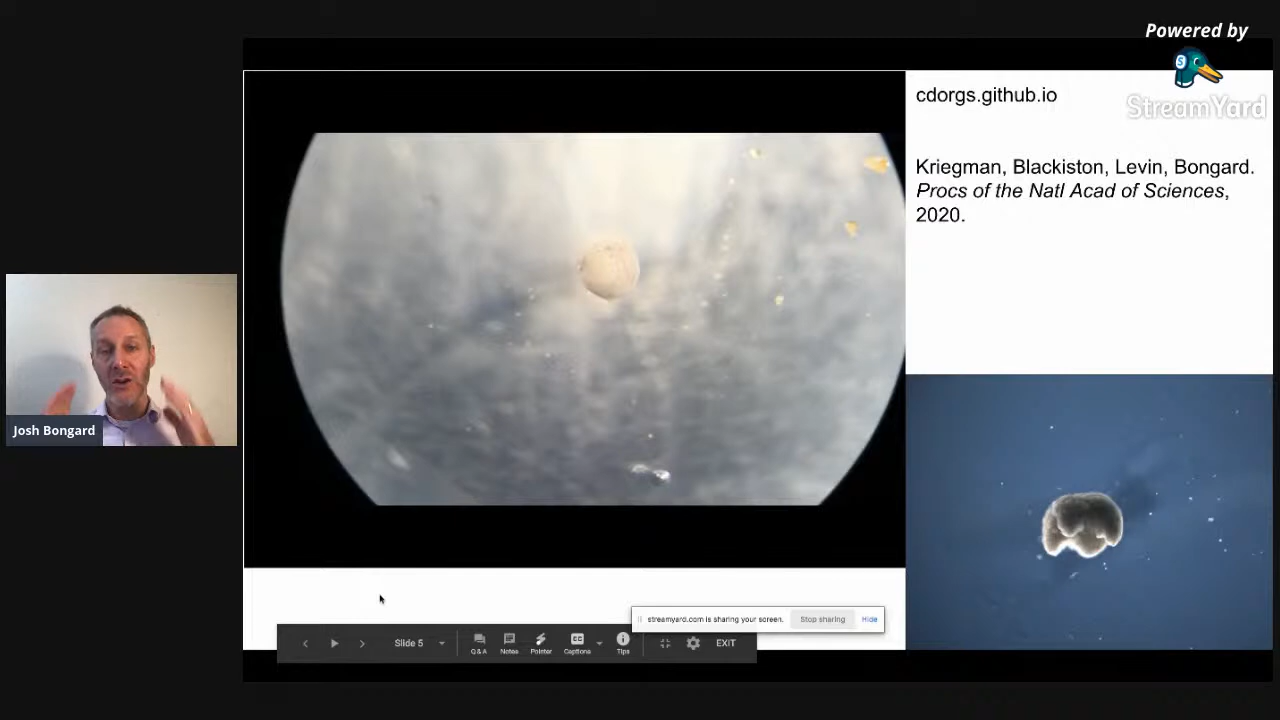 Powered by
StreamYard
cdorgs.github.io
Kriegman, Blackiston, Levin, Bongard.
Procs of the Natl Acad of Sciences,
2020.
Josh Bongard
streamyard.com is sharing your screen.
Stop sharing
Hide
Slide 5
Q & A
Notes
Pointer
CC
Captions
Tips
EXIT